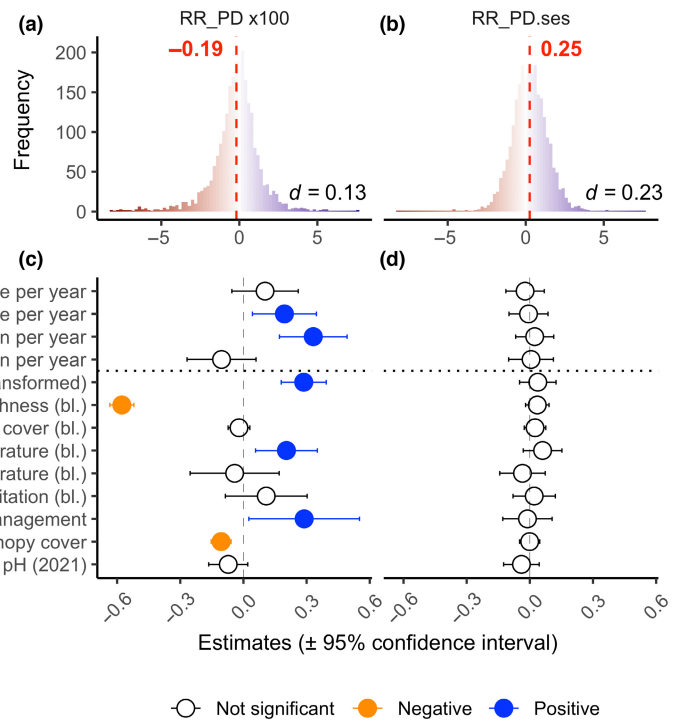 (a) RR_PD x100 (b) RR_PD.ses
−0.19 0.25
200
150
100
50
0
Frequency
d = 0.13 d = 0.23
−5 0 5 −5 0 5
(c) (d)
e per year
e per year
n per year
n per year
ansformed)
hness (bl.)
cover (bl.)
rature (bl.)
rature (bl.)
itation (bl.)
anagement
nopy cover
pH (2021)
−0.6 −0.3 0.0 0.3 0.6 −0.6 −0.3 0.0 0.3 0.6
Estimates (± 95% confidence interval)
Not significant Negative Positive